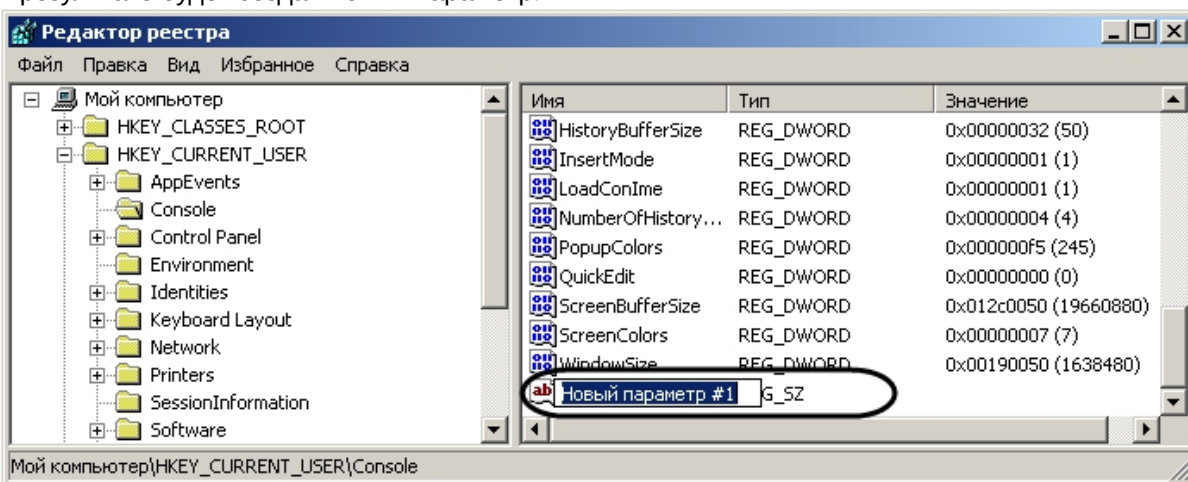 Редактор реестра
Файл Правка Вид Избранное Справка
Мой компьютер
HKEY_CLASSES_ROOT
HKEY_CURRENT_USER
AppEvents
Console
Control Panel
Environment
Identities
Keyboard Layout
Network
Printers
SessionInformation
Software
Имя Тип Значение
HistoryBufferSize REG_DWORD 0x00000032 (50)
InsertMode REG_DWORD 0x00000001 (1)
LoadConIme REG_DWORD 0x00000001 (1)
NumberOfHistory... REG_DWORD 0x00000004 (4)
PopupColors REG_DWORD 0x000000f5 (245)
QuickEdit REG_DWORD 0x00000000 (0)
ScreenBufferSize REG_DWORD 0x012c0050 (19660880)
ScreenColors REG_DWORD 0x00000007 (7)
WindowSize REG_DWORD 0x00190050 (1638480)
Новый параметр #1 G_SZ
Мой компьютер\HKEY_CURRENT_USER\Console